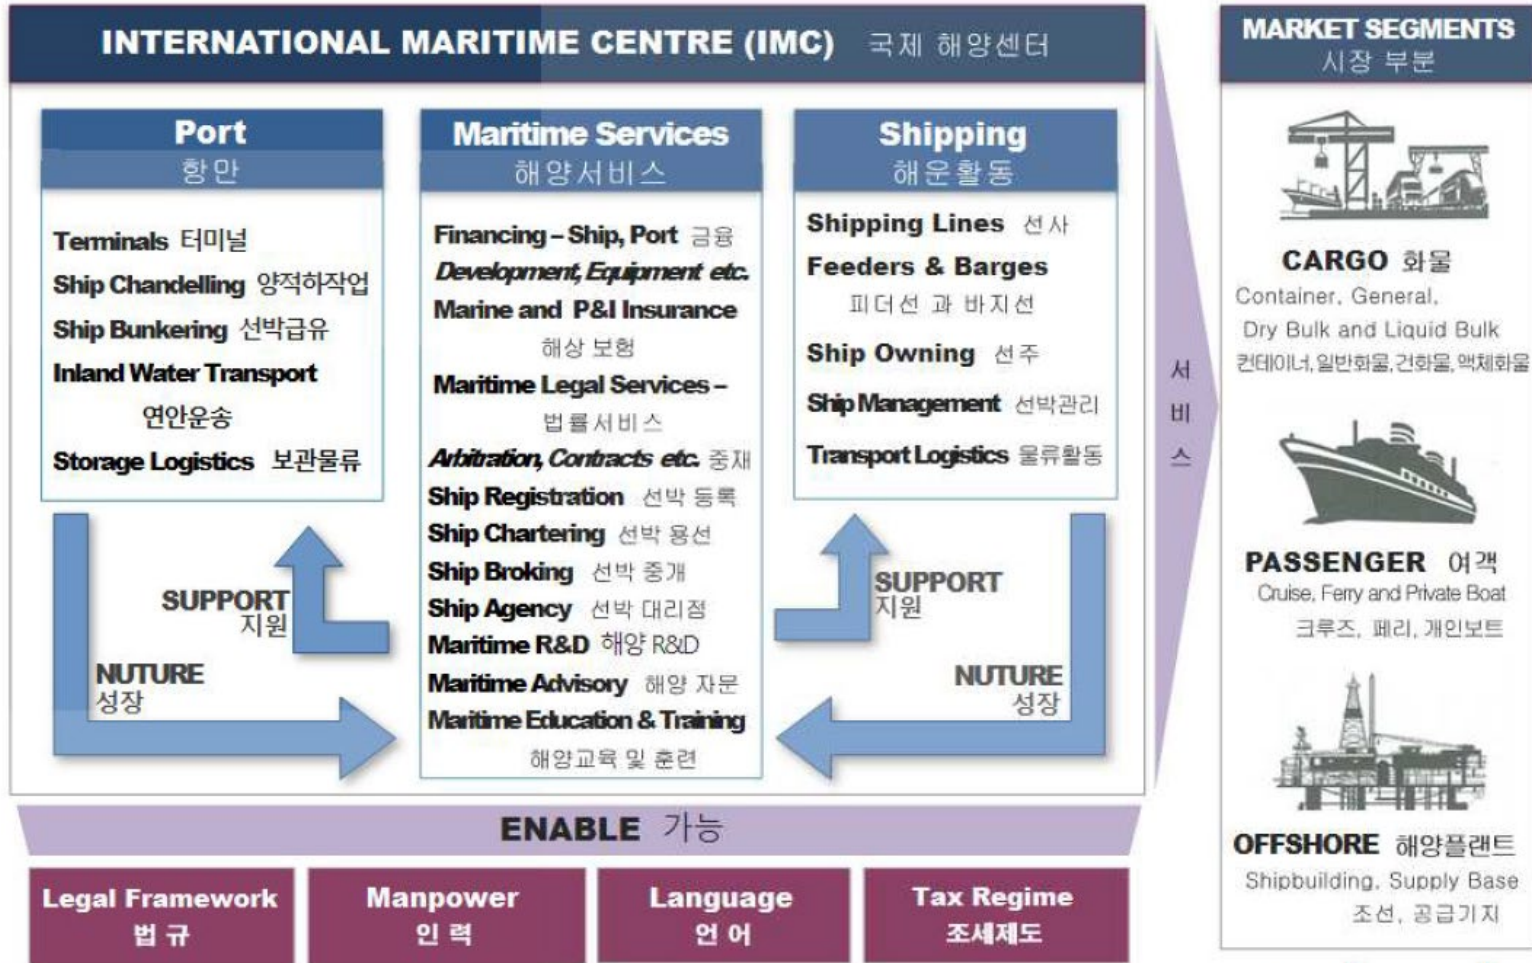 INTERNATIONAL MARITIME CENTRE (IMC) 국제 해양센터
Port
항만
Terminals 터미널
Ship Chandelling 양적하작업
Ship Bunkering 선박급유
Inland Water Transport
연안운송
Storage Logistics 보관물류
Maritime Services
해양서비스
Financing – Ship, Port 금융
Development, Equipment etc.
Marine and P&I Insurance
해상 보험
Maritime Legal Services –
법률서비스
Arbitration, Contracts etc. 중재
Ship Registration 선박 등록
Ship Chartering 선박 용선
Ship Broking 선박 중개
Ship Agency 선박 대리점
Maritime R&D 해양 R&D
Maritime Advisory 해양 자문
Maritime Education & Training
해양교육 및 훈련
Shipping
해운활동
Shipping Lines 선사
Feeders & Barges
피더선 과 바지선
Ship Owning 선주
Ship Management 선박관리
Transport Logistics 물류활동
SUPPORT
지원
NUTURE
성장
SUPPORT
지원
NUTURE
성장
서
비
스
ENABLE 가능
Legal Framework
법 규
Manpower
인 력
Language
언 어
Tax Regime
조세제도
MARKET SEGMENTS
시장 부분
CARGO 화물
Container, General,
Dry Bulk and Liquid Bulk
컨테이너, 일반화물, 건화물, 액체화물
PASSENGER 여객
Cruise, Ferry and Private Boat
크루즈, 페리, 개인보트
OFFSHORE 해양플랜트
Shipbuilding, Supply Base
조선, 공급기지